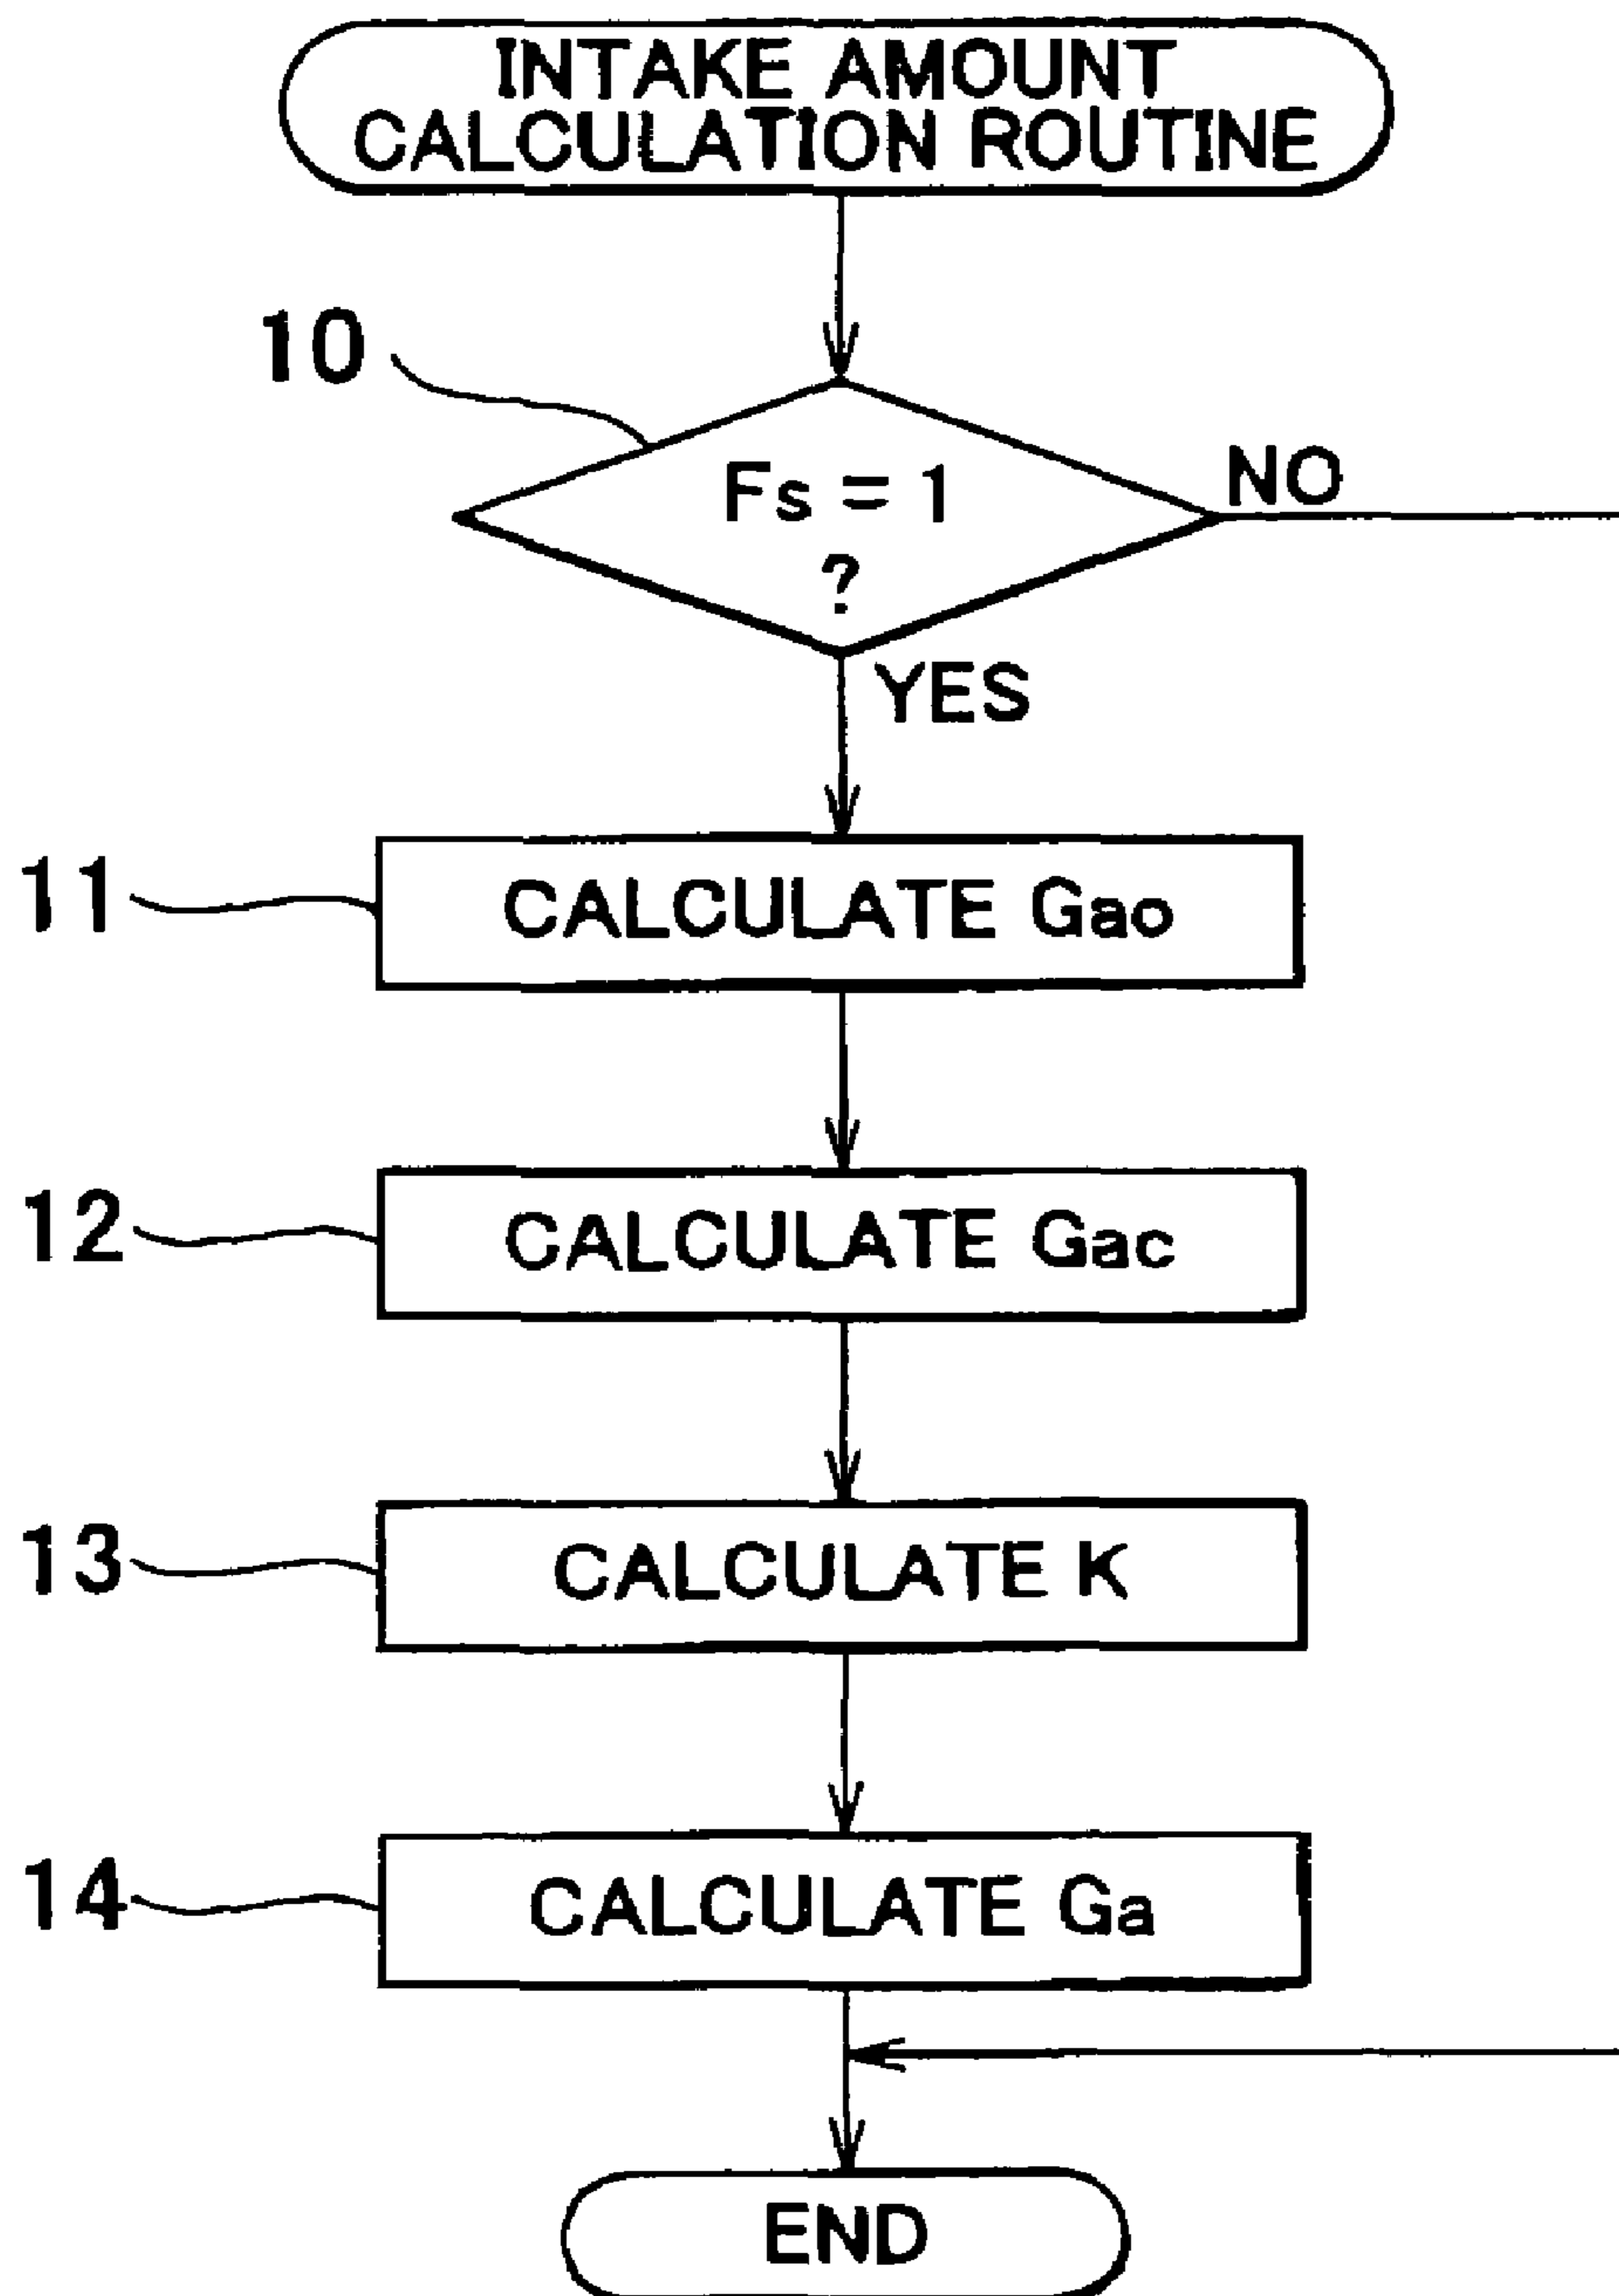 INTAKE AMOUNT
CALCULATION ROUTINE
10
Fs = 1
?
NO
YES
11
CALCULATE Gao
12
CALCULATE Gac
13
CALCULATE K
14
CALCULATE Ga
END